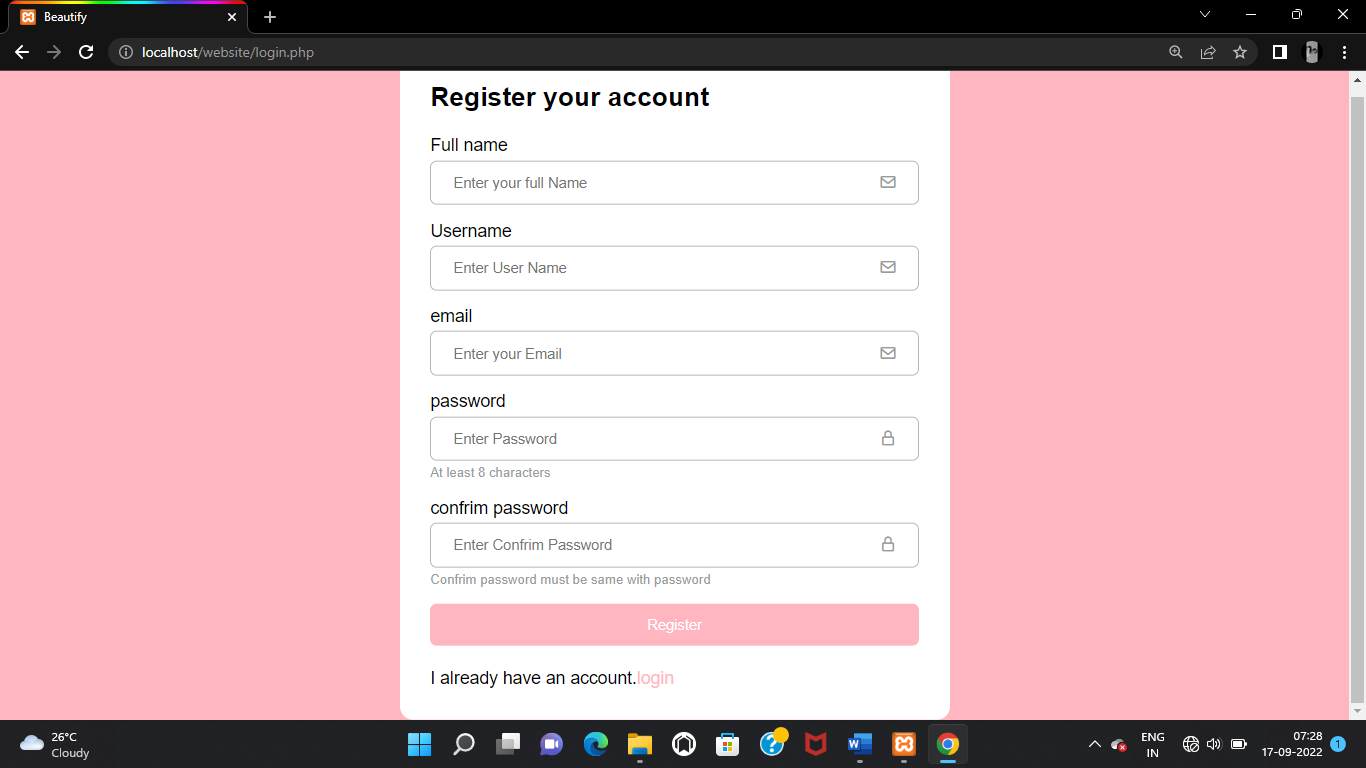 Beautify
localhost/website/login.php
Register your account
Full name
Enter your full Name
Username
Enter User Name
email
Enter your Email
password
Enter Password
At least 8 characters
confrim password
Enter Confrim Password
Confrim password must be same with password
Register
I already have an account.login
26°C
Cloudy
ENG
IN
07:28
17-09-2022
1